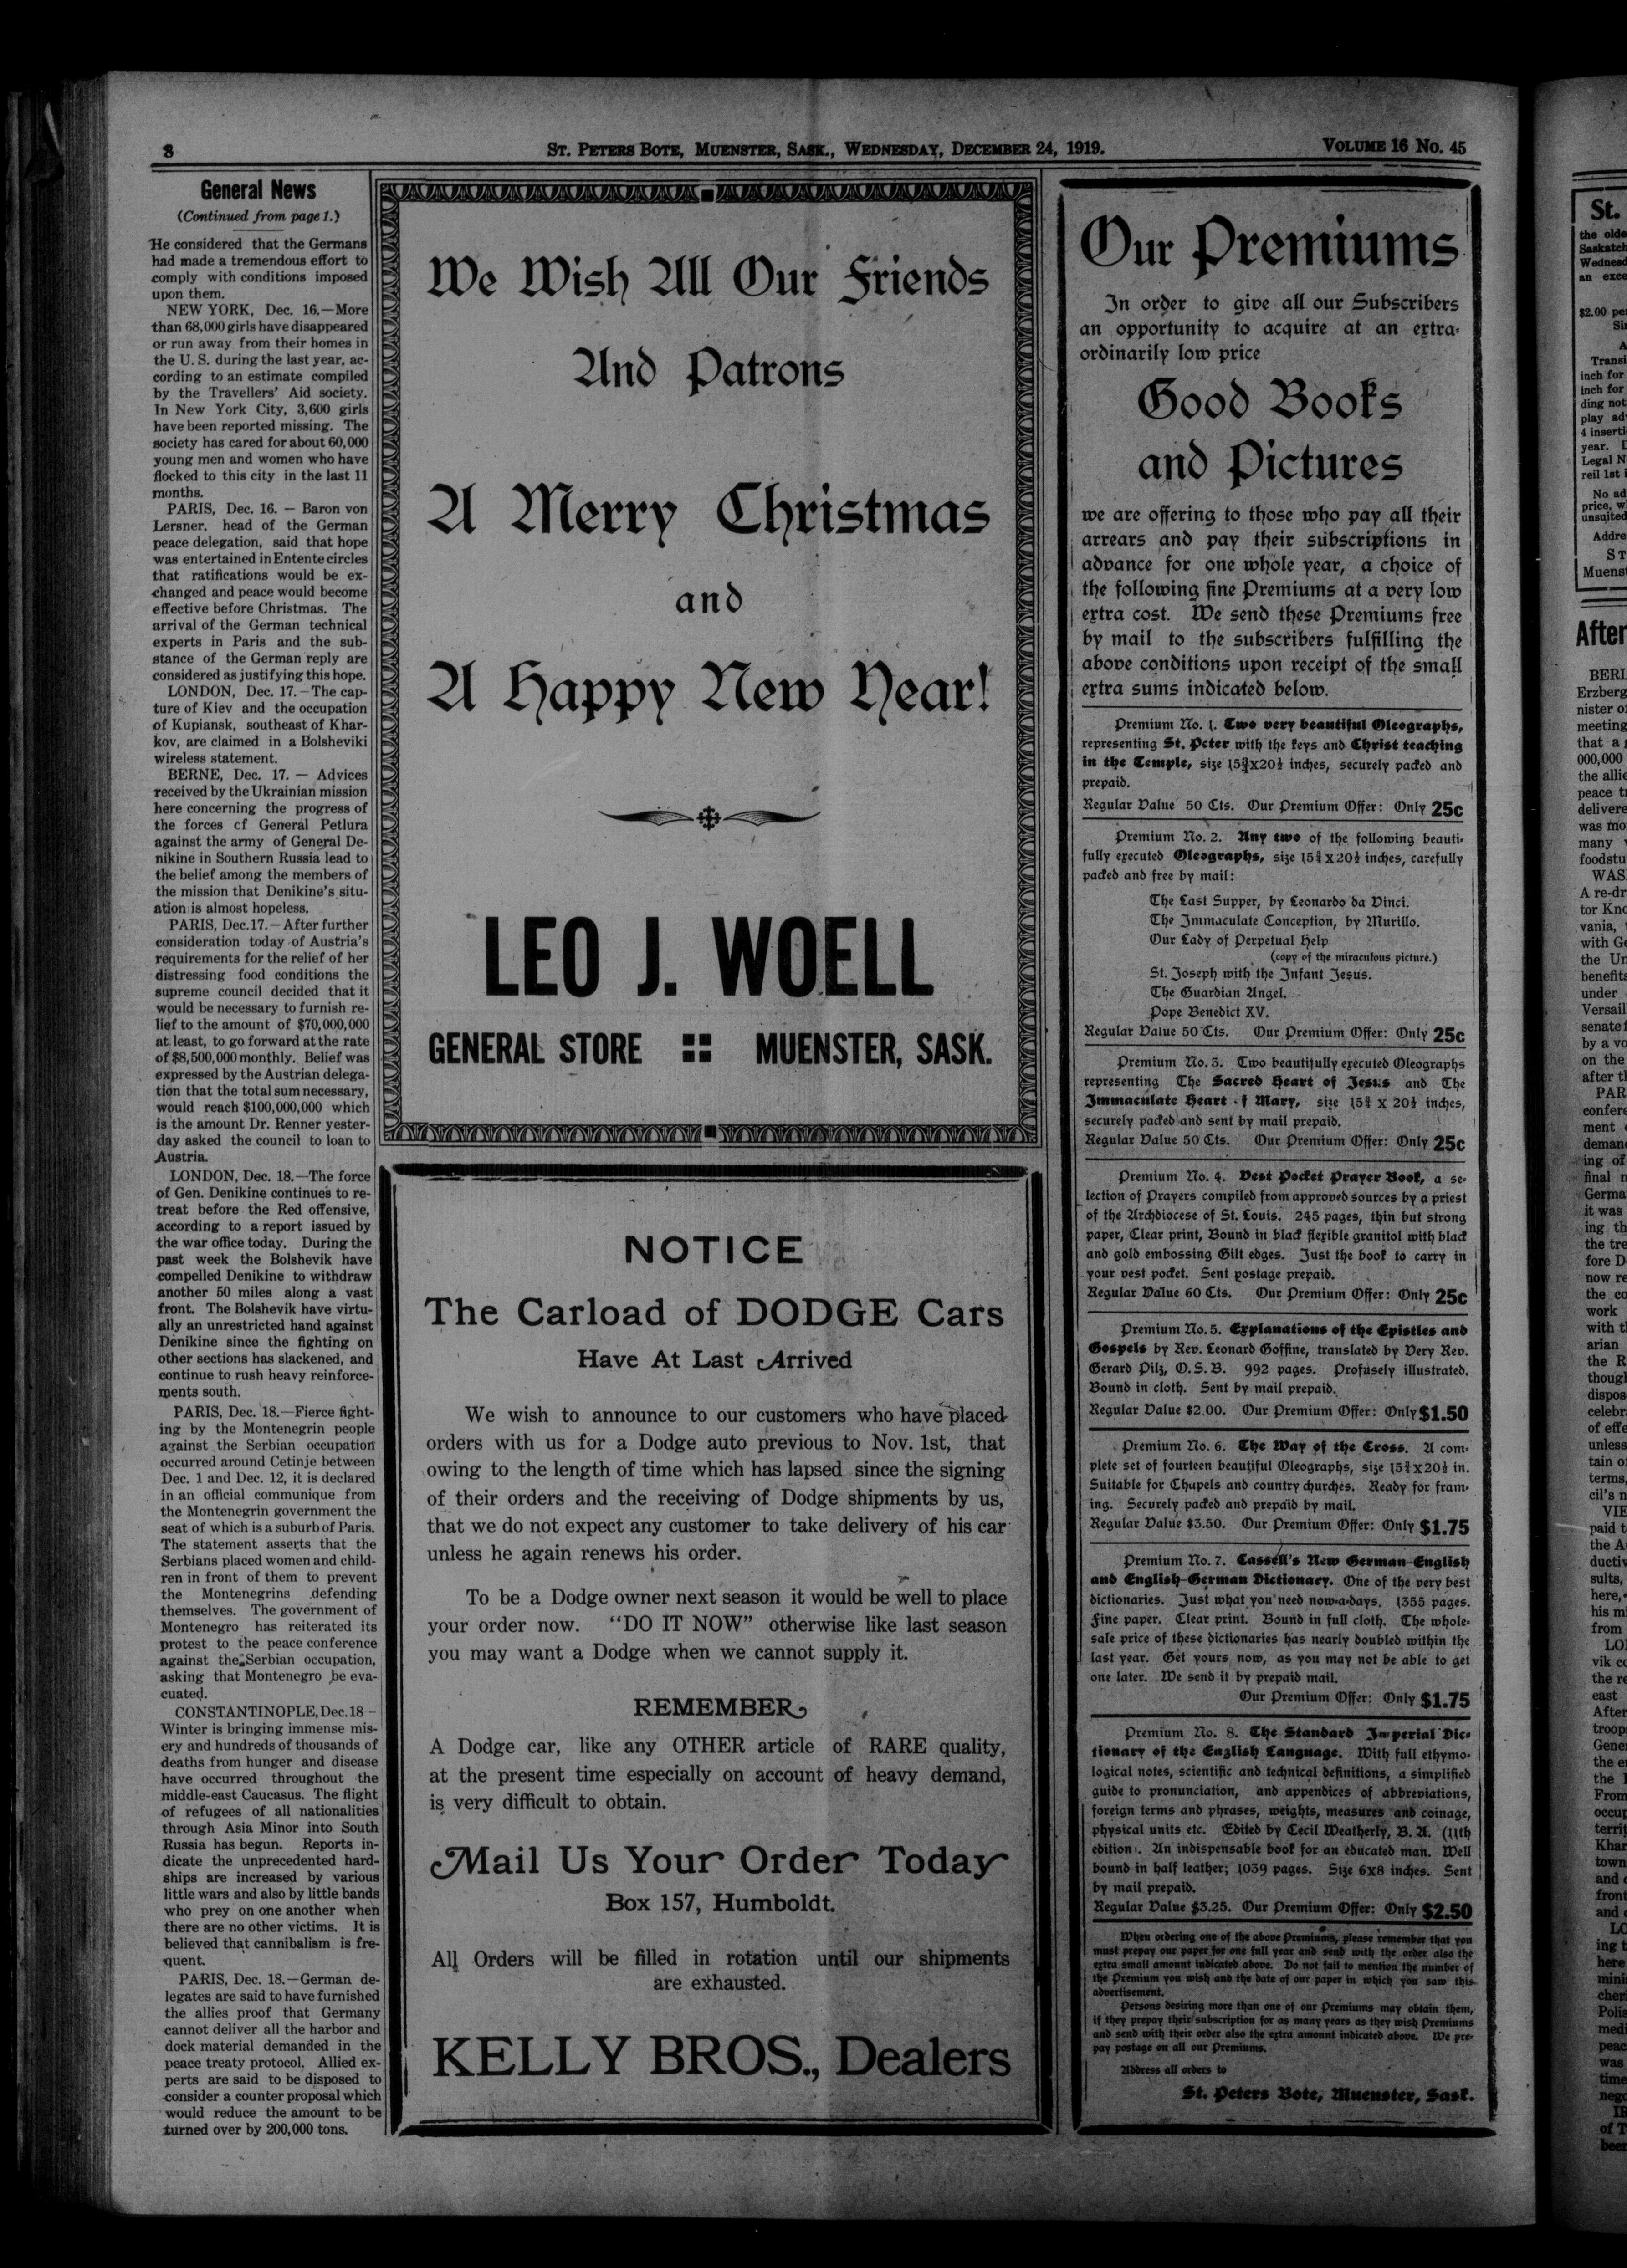 8
ST. PETERS BOTE, MUENSTER, SASK., WEDNESDAY, DECEMBER 24, 1919.
VOLUME 16 No. 45
General News
(Continued from page 1.)
He considered that the Germans
had made a tremendous effort to
comply with conditions imposed
upon them.
NEW YORK, Dec. 16.—More
than 68,000 girls have disappeared
or run away from their homes in
the U. S. during the last year, ac-
cording to an estimate compiled
by the Travellers' Aid society.
In New York City, 3,600 girls
have been reported missing. The
society has cared for about 60,000
young men and women who have
flocked to this city in the last 11
months.
PARIS, Dec. 16. — Baron von
Lersner, head of the German
peace delegation, said that hope
was entertained in Entente circles
that ratifications would be ex-
changed and peace would become
effective before Christmas. The
arrival of the German technical
experts in Paris and the sub-
stance of the German reply are
considered as justifying this hope.
LONDON, Dec. 17.—The cap-
ture of Kiev and the occupation
of Kupiansk, southeast of Khar-
kov, are claimed in a Bolsheviki
wireless statement.
BERNE, Dec. 17. — Advices
received by the Ukrainian mission
here concerning the progress of
the forces cf General Petlura
against the army of General De-
nikine in Southern Russia lead to
the belief among the members of
the mission that Denikine's situ-
ation is almost hopeless.
PARIS, Dec. 17.—After further
consideration today of Austria's
requirements for the relief of her
distressing food conditions the
supreme council decided that it
would be necessary to furnish re-
lief to the amount of $70,000,000
at least, to go forward at the rate
of $8,500,000 monthly. Belief was
expressed by the Austrian delega-
tion that the total sum necessary,
would reach $100,000,000 which
is the amount Dr. Renner yester-
day asked the council to loan to
Austria.
LONDON, Dec. 18.—The force
of Gen. Denikine continues to re-
treat before the Red offensive,
according to a report issued by
the war office today. During the
past week the Bolshevik have
compelled Denikine to withdraw
another 50 miles along a vast
front. The Bolshevik have virtu-
ally an unrestricted hand against
Denikine since the fighting on
other sections has slackened, and
continue to rush heavy reinforce-
ments south.
PARIS, Dec. 18.—Fierce fight-
ing by the Montenegrin people
against the Serbian occupation
occurred around Cetinje between
Dec. 1 and Dec. 12, it is declared
in an official communique from
the Montenegrin government the
seat of which is a suburb of Paris.
The statement asserts that the
Serbians placed women and child-
ren in front of them to prevent
the Montenegrins defending
themselves. The government of
Montenegro has reiterated its
protest to the peace conference
against the Serbian occupation,
asking that Montenegro be eva-
cuated.
CONSTANTINOPLE, Dec. 18 –
Winter is bringing immense mis-
ery and hundreds of thousands of
deaths from hunger and disease
have occurred throughout the
middle-east Caucasus. The flight
of refugees of all nationalities
through Asia Minor into South
Russia has begun. Reports in-
dicate the unprecedented hard-
ships are increased by various
little wars and also by little bands
who prey on one another when
there are no other victims. It is
believed that cannibalism is fre-
quent.
PARIS, Dec. 18.—German de-
legates are said to have furnished
the allies proof that Germany
cannot deliver all the harbor and
dock material demanded in the
peace treaty protocol. Allied ex-
perts are said to be disposed to
consider a counter proposal which
would reduce the amount to be
turned over by 200,000 tons.
We Wish All Our Friends
And Patrons
A Merry Christmas
and
A Happy New Year!
LEO J. WOELL
GENERAL STORE :: MUENSTER, SASK.
NOTICE
The Carload of DODGE Cars
Have At Last Arrived
We wish to announce to our customers who have placed
orders with us for a Dodge auto previous to Nov. 1st, that
owing to the length of time which has lapsed since the signing
of their orders and the receiving of Dodge shipments by us,
that we do not expect any customer to take delivery of his car
unless he again renews his order.
To be a Dodge owner next season it would be well to place
your order now. "DO IT NOW" otherwise like last season
you may want a Dodge when we cannot supply it.
REMEMBER
A Dodge car, like any OTHER article of RARE quality,
at the present time especially on account of heavy demand,
is very difficult to obtain.
Mail Us Your Order Today
Box 157, Humboldt.
All Orders will be filled in rotation until our shipments
are exhausted.
KELLY BROS., Dealers
Our Premiums
In order to give all our Subscribers
an opportunity to acquire at an extra-
ordinarily low price
Good Books
and Pictures
we are offering to those who pay all their
arrears and pay their subscriptions in
advance for one whole year, a choice of
the following fine Premiums at a very low
extra cost. We send these Premiums free
by mail to the subscribers fulfilling the
above conditions upon receipt of the small
extra sums indicated below.
Premium No. 1. Two very beautiful Oleographs,
representing St. Peter with the keys and Christ teaching
in the Temple, size 15¾x20½ inches, securely packed and
prepaid.
Regular Value 50 Cts. Our Premium Offer: Only 25c
Premium No. 2. Any two of the following beauti-
fully executed Oleographs, size 15¾x20½ inches, carefully
packed and free by mail:
The Last Supper, by Leonardo da Vinci.
The Immaculate Conception, by Murillo.
Our Lady of Perpetual Help
(copy of the miraculous picture.)
St. Joseph with the Infant Jesus.
The Guardian Angel.
Pope Benedict XV.
Regular Value 50 Cts. Our Premium Offer: Only 25c
Premium No. 3. Two beautifully executed Oleographs
representing The Sacred Heart of Jesus and The
Immaculate Heart f Mary, size 15¾ x 20½ inches,
securely packed and sent by mail prepaid.
Regular Value 50 Cts. Our Premium Offer: Only 25c
Premium No. 4. Vest Pocket Prayer Book, a se-
lection of Prayers compiled from approved sources by a priest
of the Archdiocese of St. Louis. 245 pages, thin but strong
paper, Clear print, Bound in black flexible granitol with black
and gold embossing Gilt edges. Just the book to carry in
your vest pocket. Sent postage prepaid.
Regular Value 60 Cts. Our Premium Offer: Only 25c
Premium No. 5. Explanations of the Epistles and
Gospels by Rev. Leonard Goffine, translated by Very Rev.
Gerard Pilz, O.S.B. 992 pages. Profusely illustrated.
Bound in cloth. Sent by mail prepaid.
Regular Value $2.00. Our Premium Offer: Only $1.50
Premium No. 6. The Way of the Cross. A com-
plete set of fourteen beautiful Oleographs, size 15¾x20½ in.
Suitable for Chapels and country churches. Ready for fram-
ing. Securely packed and prepaid by mail.
Regular Value $3.50. Our Premium Offer: Only $1.75
Premium No. 7. Cassell's New German-English
and English-German Dictionary. One of the very best
dictionaries. Just what you need now-a-days. 1355 pages.
Fine paper. Clear print. Bound in full cloth. The whole-
sale price of these dictionaries has nearly doubled within the
last year. Get yours now, as you may not be able to get
one later. We send it by prepaid mail.
Our Premium Offer: Only $1.75
Premium No. 8. The Standard Imperial Dic-
tionary of the English Language. With full ethymo-
logical notes, scientific and technical definitions, a simplified
guide to pronunciation, and appendices of abbreviations,
foreign terms and phrases, weights, measures and coinage,
physical units etc. Edited by Cecil Weatherly, B. A. (11th
edition. An indispensable book for an educated man. Well
bound in half leather; 1039 pages. Size 6x8 inches. Sent
by mail prepaid.
Regular Value $3.25. Our Premium Offer: Only $2.50
When ordering one of the above Premiums, please remember that you
must prepay our paper for one full year and send with the order also the
extra small amount indicated above. Do not fail to mention the number of
the Premium you wish and the date of our paper in which you saw this
advertisement.
Persons desiring more than one of our Premiums may obtain them,
if they prepay their subscription for as many years as they wish Premiums
and send with their order also the extra amount indicated above. We pre-
pay postage on all our Premiums.
Address all orders to
St. Peters Bote, Muenster, Sask.
St.
the olde
Saskatch
Wednesd
an exce
$2.00 per
After